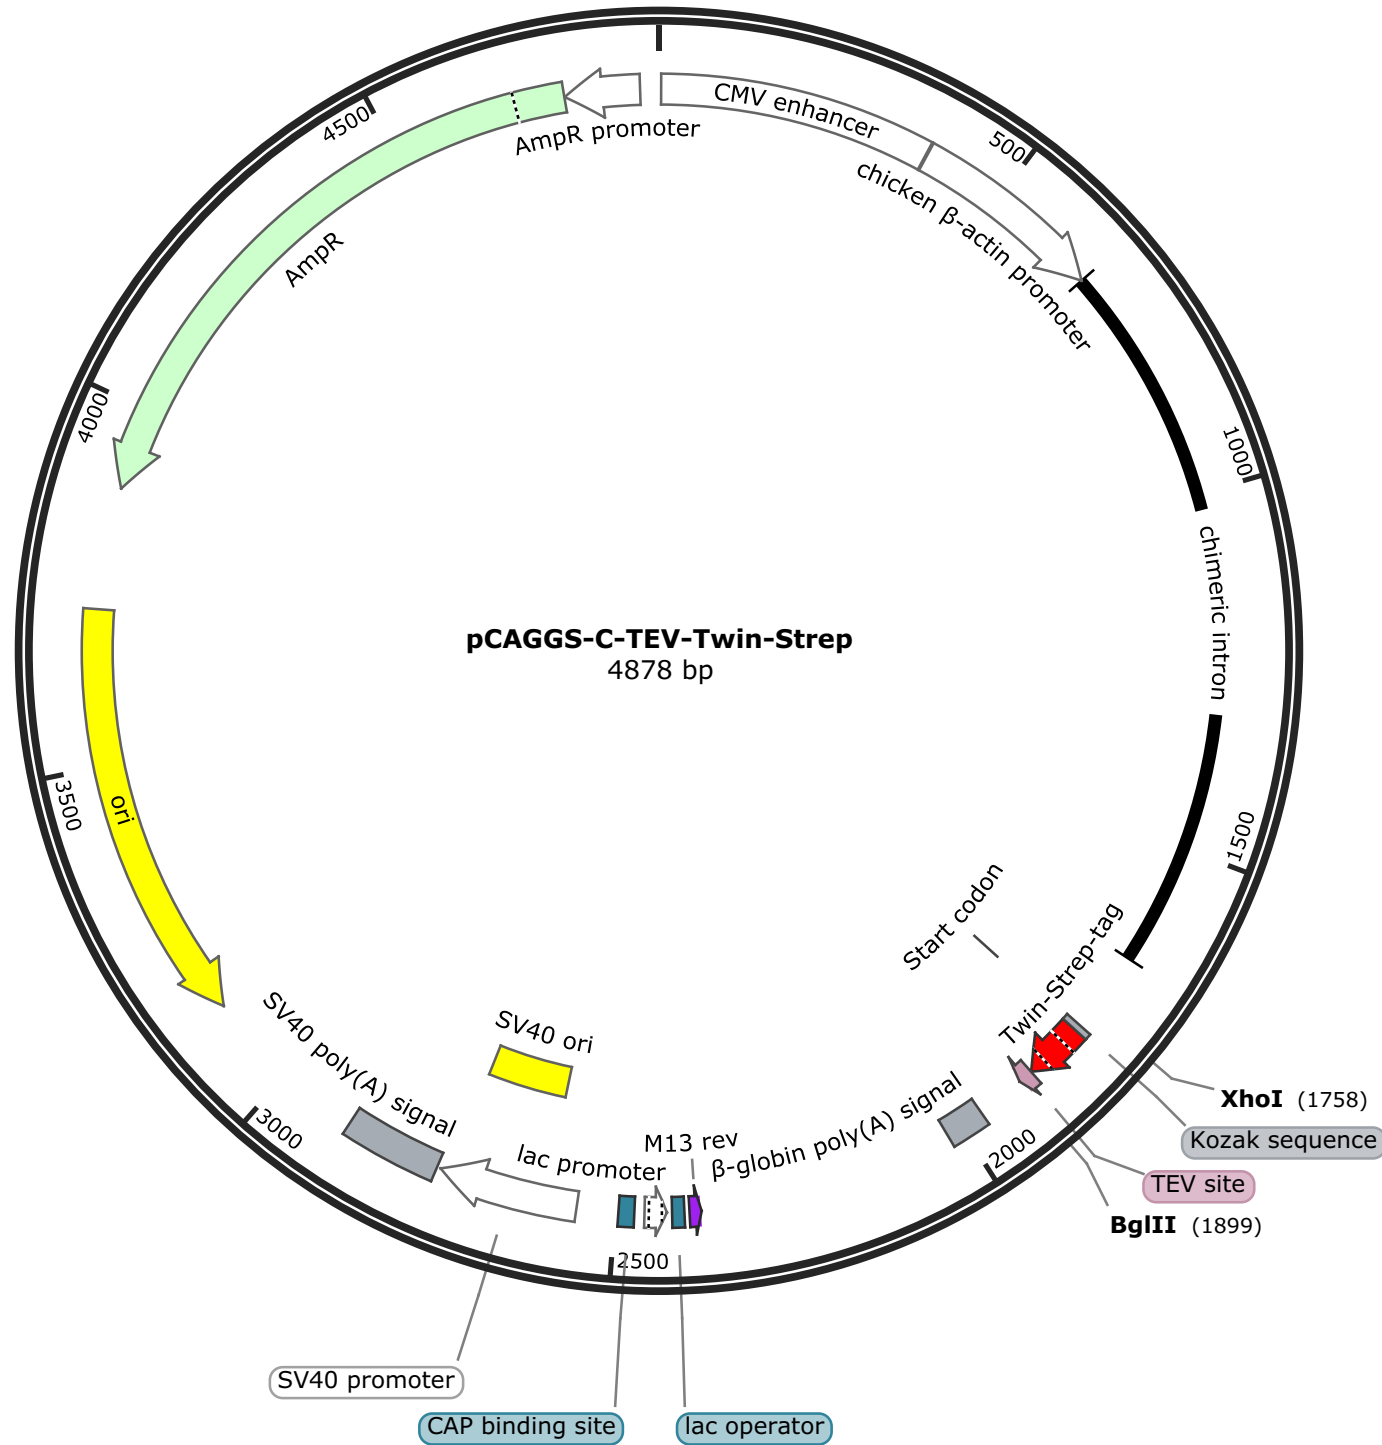 4500
AmpR promoter
CMV enhancer
500
chicken β-actin promoter
AmpR
4000
1000
chimeric intron
pCAGGS-C-TEV-Twin-Strep
4878 bp
3500
ori
1500
Start codon
Twin-Strep-tag
SV40 poly(A) signal
SV40 ori
β-globin poly(A) signal
XhoI (1758)
Kozak sequence
3000
lac promoter
M13 rev
2000
TEV site
BglII (1899)
2500
SV40 promoter
CAP binding site
lac operator